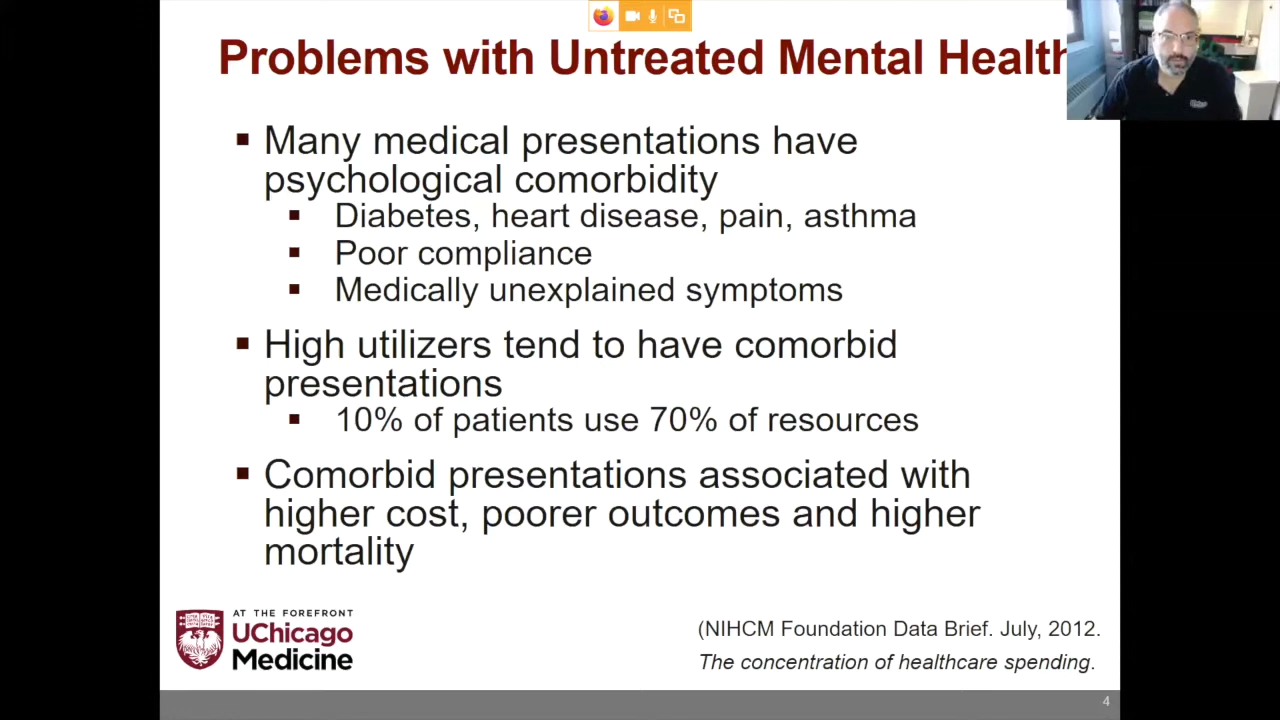 Problems with Untreated Mental Health
Many medical presentations have
psychological comorbidity
Diabetes, heart disease, pain, asthma
Poor compliance
Medically unexplained symptoms
High utilizers tend to have comorbid
presentations
10% of patients use 70% of resources
Comorbid presentations associated with
higher cost, poorer outcomes and higher
mortality
AT THE FOREFRONT
UChicago
Medicine
(NIHCM Foundation Data Brief. July, 2012.
The concentration of healthcare spending.
4